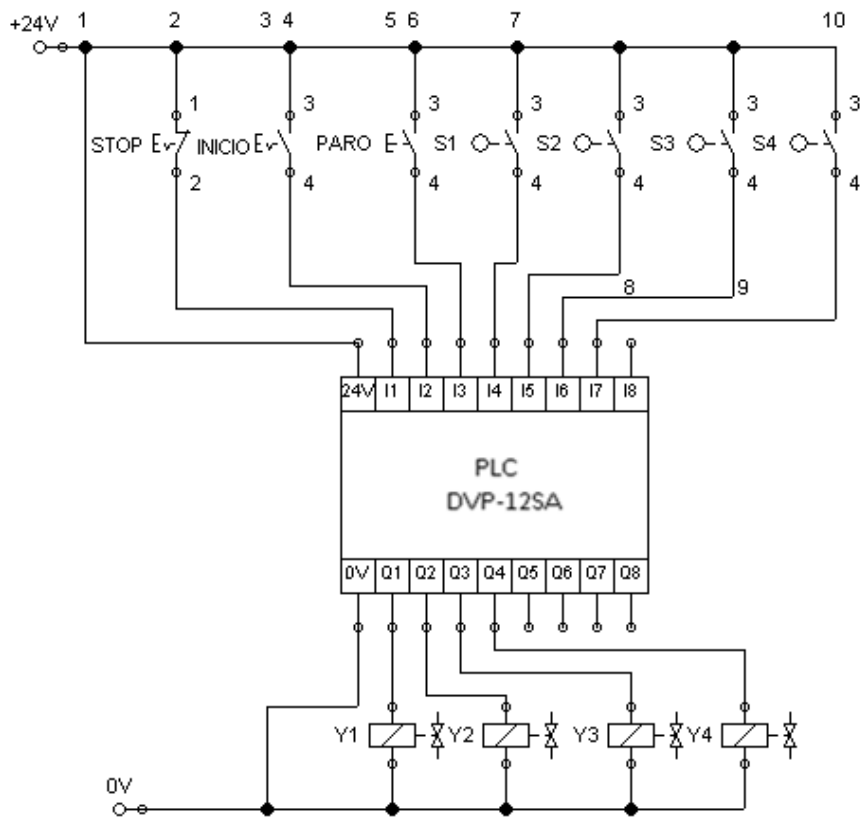 +24V 1 2 3 4 5 6 7 10
1 3 3 3 3 3 3
STOP INICIO PARO S1 S2 S3 S4
2 4 4 4 4 4 4
8 9
24V I1 I2 I3 I4 I5 I6 I7 I8
PLC
DVP-12SA
0V Q1 Q2 Q3 Q4 Q5 Q6 Q7 Q8
Y1 Y2 Y3 Y4
0V